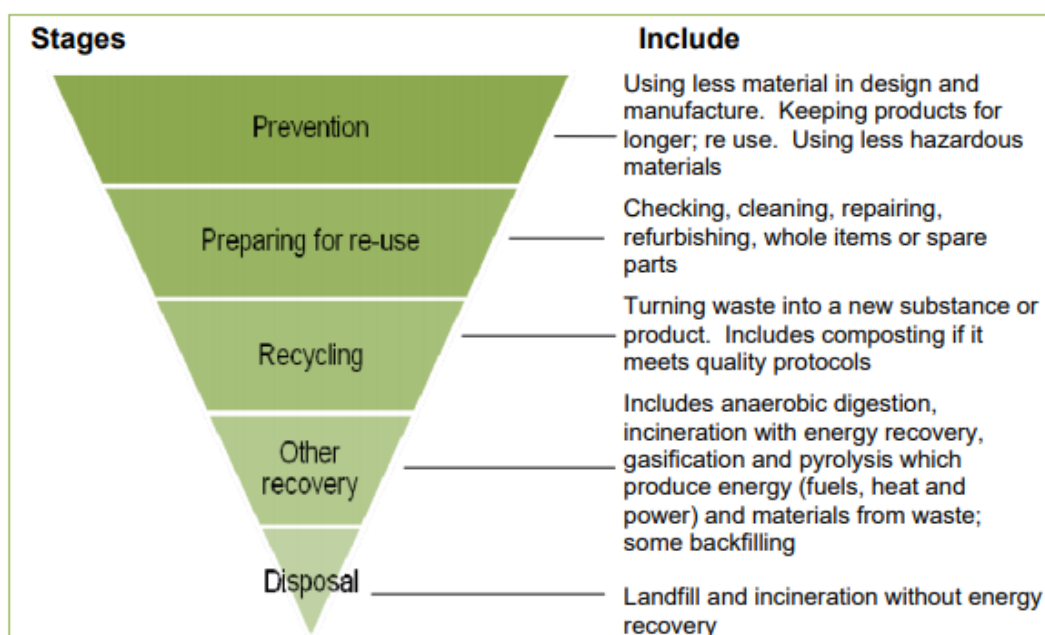 Stages
Include
Prevention
Using less material in design and
manufacture.  Keeping products for
longer; re use.  Using less hazardous
materials
Preparing for re-use
Checking, cleaning, repairing,
refurbishing, whole items or spare
parts
Recycling
Turning waste into a new substance or
product.  Includes composting if it
meets quality protocols
Other
recovery
Includes anaerobic digestion,
incineration with energy recovery,
gasification and pyrolysis which
produce energy (fuels, heat and
power) and materials from waste;
some backfilling
Disposal
Landfill and incineration without energy
recovery